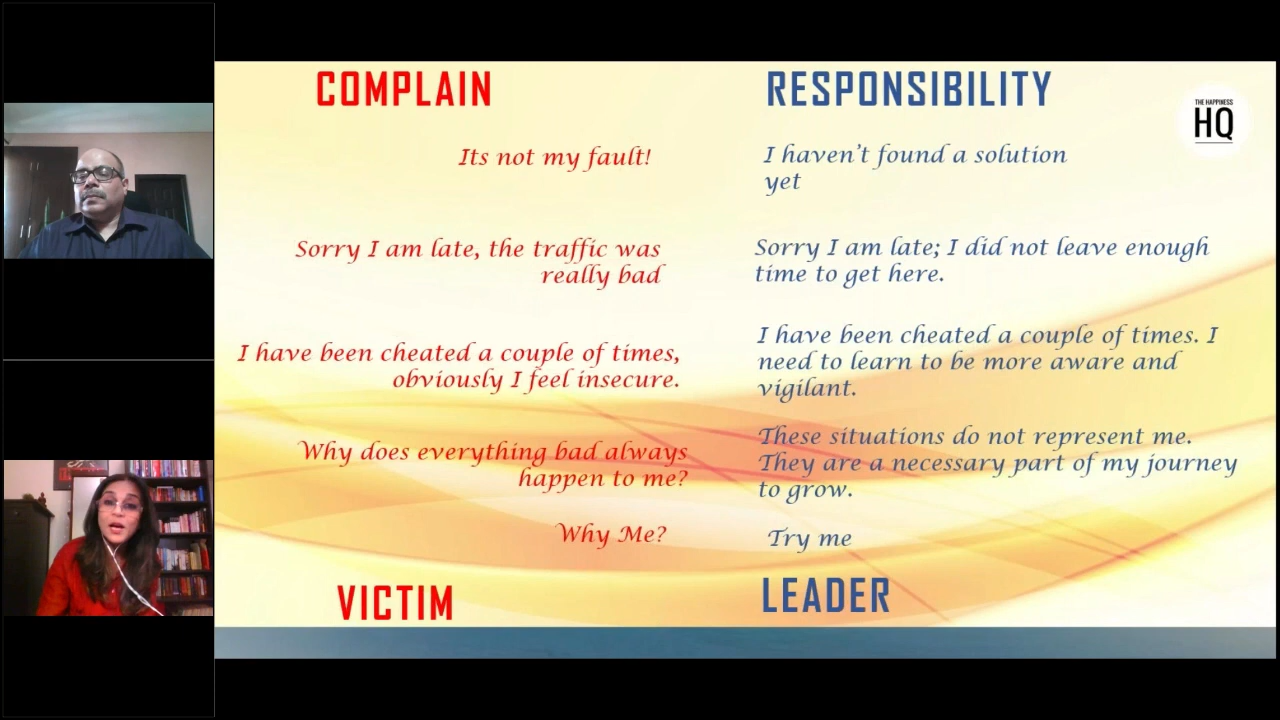 COMPLAIN
Its not my fault!
Sorry I am late, the traffic was
really bad
I have been cheated a couple of times,
obviously I feel insecure.
Why does everything bad always
happen to me?
Why Me?
VICTIM
RESPONSIBILITY
I haven't found a solution
yet
Sorry I am late; I did not leave enough
time to get here.
I have been cheated a couple of times. I
need to learn to be more aware and
vigilant.
These situations do not represent me.
They are a necessary part of my journey
to grow.
Try me
LEADER
THE HAPPINESS
HQ